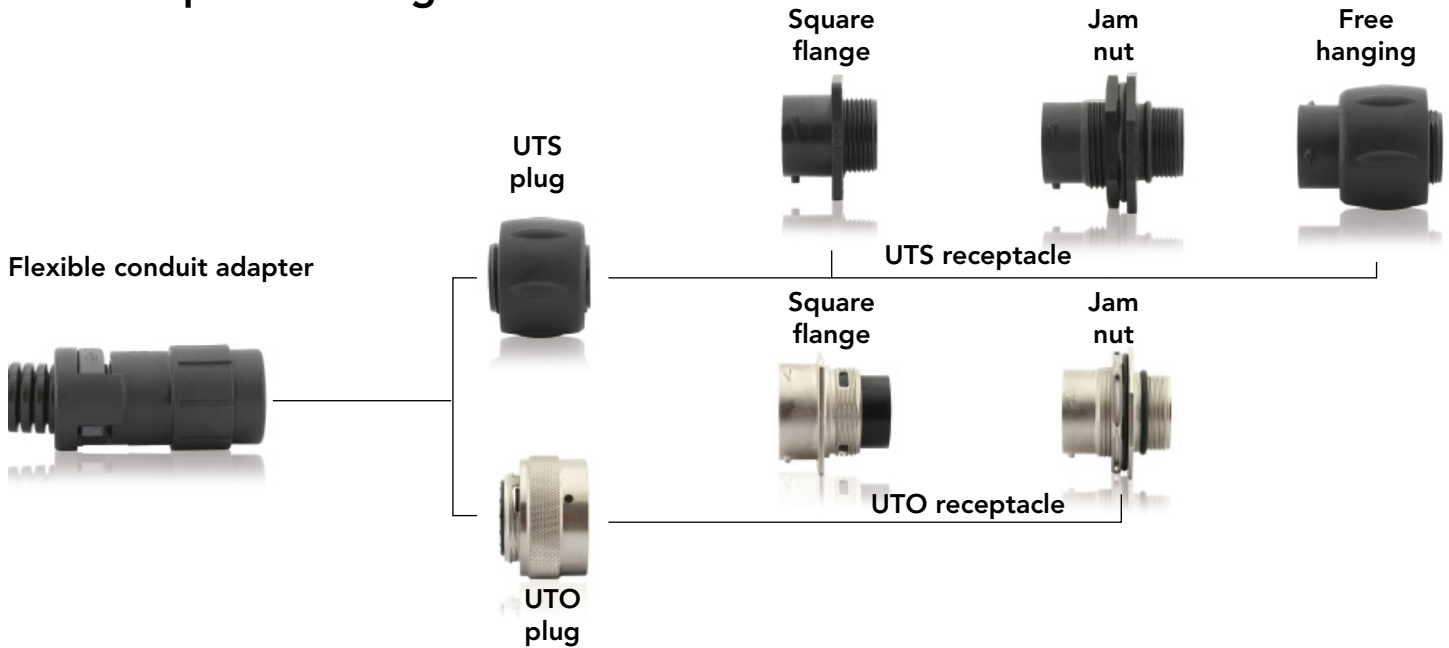 Square
flange
Jam
nut
Free
hanging
UTS
plug
UTS receptacle
Flexible conduit adapter
Square
flange
Jam
nut
UTO receptacle
UTO
plug